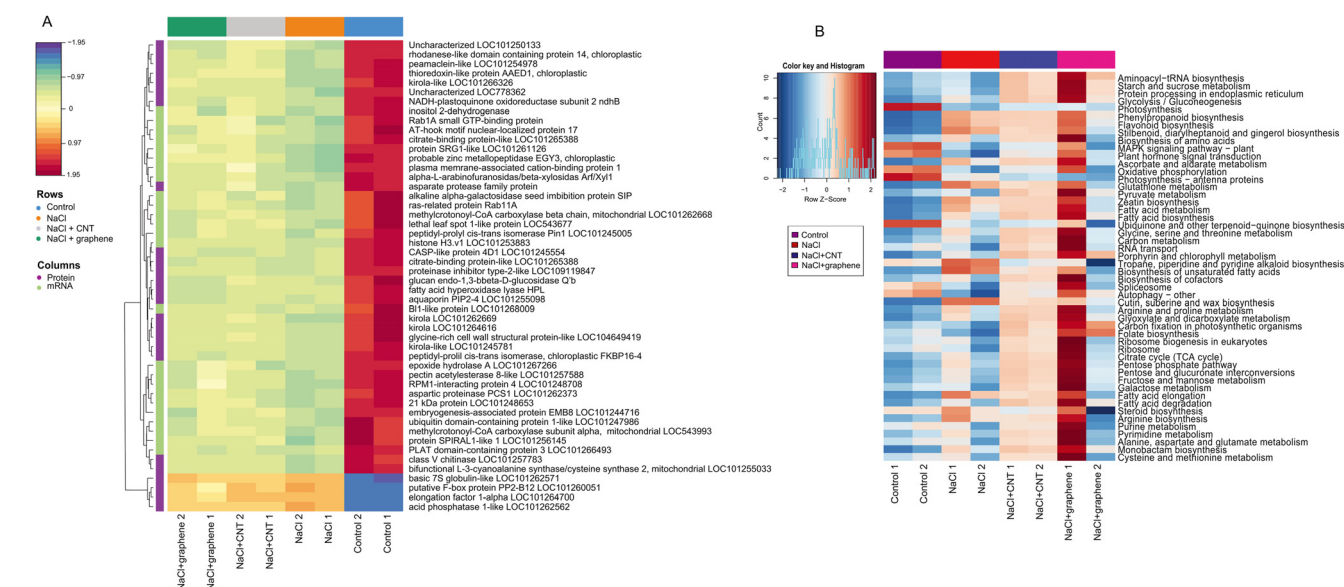 A
−1.95
−0.97
0
0.97
1.95
Rows
Control
NaCl
NaCl + CNT
NaCl + graphene
Columns
Protein
mRNA
Uncharacterized LOC101250133
rhodanese-like domain containing protein 14, chloroplastic
peamaclein-like LOC101254978
thioredoxin-like protein AAED1, chloroplastic
kirola-like LOC101266326
Uncharacterized LOC778362
NADH-plastoquinone oxidoreductase subunit 2 ndhB
inositol 2-dehydrogenase
Rab1A small GTP-binding protein
AT-hook motif nuclear-localized protein 17
citrate-binding protein-like LOC101265388
protein SRG1-like LOC101261126
probable zinc metallopeptidase EGY3, chloroplastic
plasma memrane-associated cation-binding protein 1
alpha-L-arabinofuranosidas/beta-xylosias Arf/Xyl1
asparate protease family protein
alkaline alpha-galactosidase seed imibition protein SIP
ras-related protein Rab11A
methylcrotonoyl-CoA carboxylase beta chain, mitochondrial LOC101262668
lethal leaf spot 1-like protein LOC543677
peptidyl-prolyl cis-trans isomerase Pin1 LOC101245005
histone H3.v1 LOC101253883
CASP-like protein 4D1 LOC101245554
citrate-binding protein-like LOC101265388
proteinase inhibitor type-2-like LOC109119847
glucan endo-1,3-bbeta-D-glucosidase Q'b
fatty acid hyperoxide lyase HPL
aquaporin PIP2-4 LOC101255098
BI1-like protein LOC101268009
kirola LOC101262669
kirola LOC101264616
glycine-rich cell wall structural protein-like LOC104649419
kirola-like LOC101245781
peptidyl-prolil cis-trans isomerase, chloroplastic FKBP16-4
epoxide hydrolase A LOC101267266
pectin acetylesterase 8-like LOC101257588
RPM1-interacting protein 4 LOC101248708
aspartic proteinase PCS1 LOC101262373
21 kDa protein LOC101248653
embryogenesis-associated protein EMB8 LOC101244716
ubiquitin domain-containing protein 1-like LOC101247986
methylcrotonoyl-CoA carboxylase subunit alpha, mitochondrial LOC543993
protein SPIRAL1-like 1 LOC101256145
PLAT domain-containing protein 3 LOC101266493
class V chitinase LOC101257783
bifunctional L-3-cyanoalanine synthase/cysteine synthase 2, mitochondrial LOC101255033
basic 7S globulin-like LOC101262571
putative F-box protein PP2-B12 LOC101260051
elongation factor 1-alpha LOC101264700
acid phosphatase 1-like LOC101262562
NaCl+graphene 2
NaCl+graphene 1
NaCl+CNT 2
NaCl+CNT 1
NaCl 2
NaCl 1
Control 2
Control 1
B
Color key and Histogram
Count
0
2
4
6
8
10
−2
−1
0
1
2
Row Z−Score
Control
NaCl
NaCl+CNT
NaCl+graphene
Aminoacyl−tRNA biosynthesis
Starch and sucrose metabolism
Protein processing in endoplasmic reticulum
Glycolysis / Gluconeogenesis
Photosynthesis
Phenylpropanoid biosynthesis
Flavonoid biosynthesis
Stilbenoid, diarylheptanoid and gingerol biosynthesis
Biosynthesis of amino acids
MAPK signaling pathway − plant
Plant hormone signal transduction
Ascorbate and aldarate metabolism
Oxidative phosphorylation
Photosynthesis − antenna proteins
Glutathione metabolism
Pyruvate metabolism
Zeatin biosynthesis
Fatty acid metabolism
Fatty acid biosynthesis
Ubiquinone and other terpenoid−quinone biosynthesis
Glycine, serine and threonine metabolism
Carbon metabolism
RNA transport
Porphyrin and chlorophyll metabolism
Tropane, piperidine and pyridine alkaloid biosynthesis
Biosynthesis of unsaturated fatty acids
Biosynthesis of cofactors
Spliceosome
Autophagy − other
Cutin, suberine and wax biosynthesis
Arginine and proline metabolism
Glyoxylate and dicarboxylate metabolism
Carbon fixation in photosynthetic organisms
Folate biosynthesis
Ribosome biogenesis in eukaryotes
Ribosome
Citrate cycle (TCA cycle)
Pentose phosphate pathway
Pentose and glucuronate interconversions
Fructose and mannose metabolism
Galactose metabolism
Fatty acid elongation
Fatty acid degradation
Steroid biosynthesis
Arginine biosynthesis
Purine metabolism
Pyrimidine metabolism
Alanine, aspartate and glutamate metabolism
Monobactam biosynthesis
Cysteine and methionine metabolism
Control 1
Control 2
NaCl 1
NaCl 2
NaCl+CNT 1
NaCl+CNT 2
NaCl+graphene 1
NaCl+graphene 2